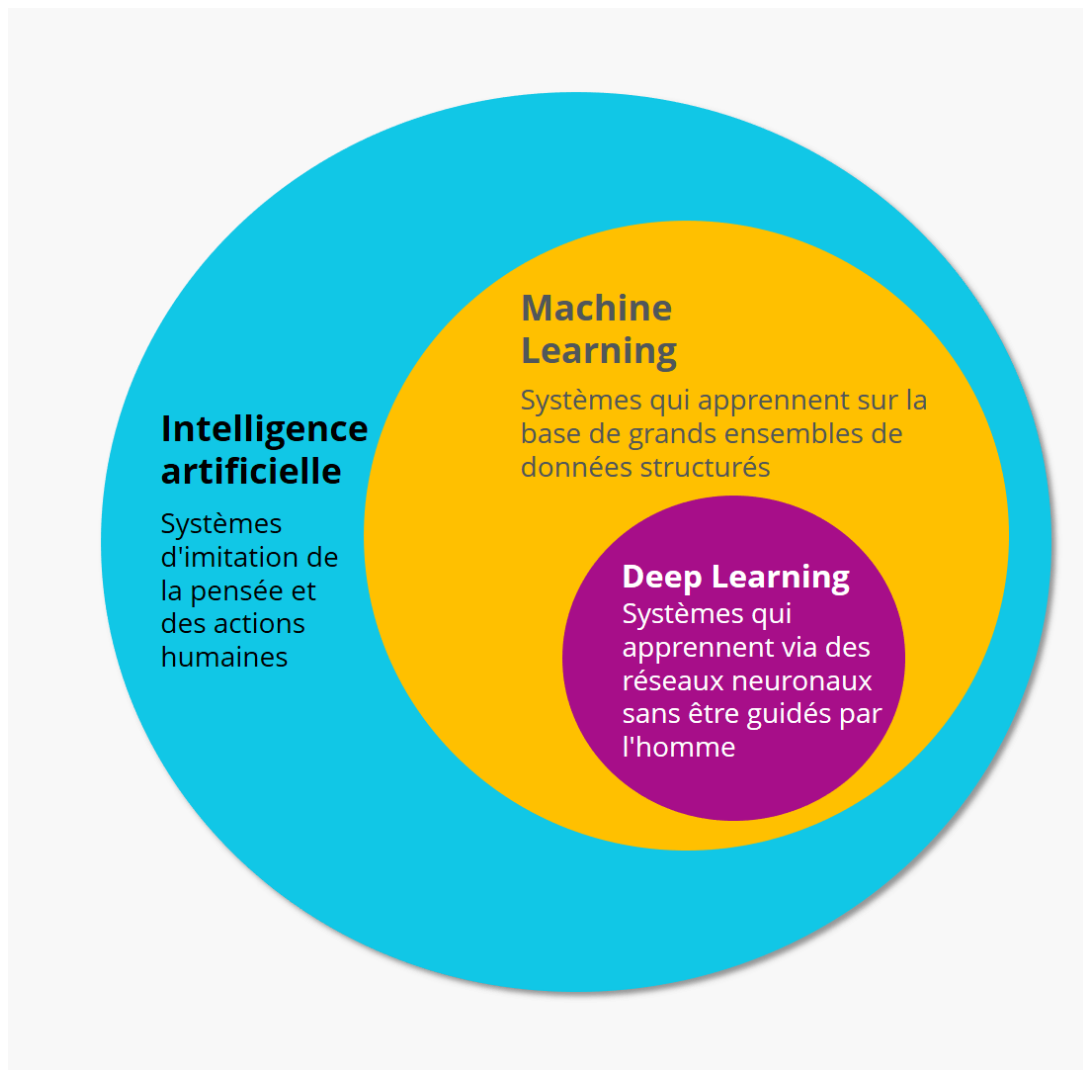 Intelligence
artificielle
Systèmes
d'imitation de
la pensée et
des actions
humaines
Machine
Learning
Systèmes qui apprennent sur la
base de grands ensembles de
données structurés
Deep Learning
Systèmes qui
apprennent via des
réseaux neuronaux
sans être guidés par
l'homme